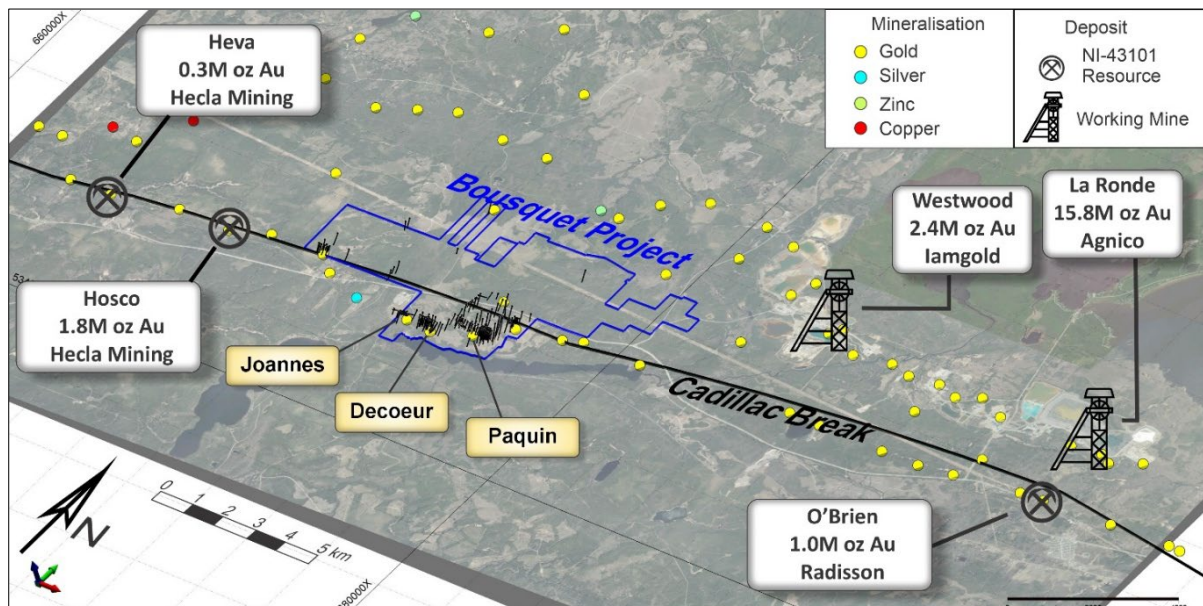 660000X
Heva
0.3M oz Au
Hecla Mining
Mineralisation
Gold
Silver
Zinc
Copper
Deposit
NI-43101
Resource
Working Mine
Bousquet Project
Westwood
2.4M oz Au
Iamgold
La Ronde
15.8M oz Au
Agnico
Hosco
1.8M oz Au
Hecla Mining
Joannes
Decoeur
Paquin
Cadillac Break
O'Brien
1.0M oz Au
Radisson
N
0 1 2 3 4 5 km